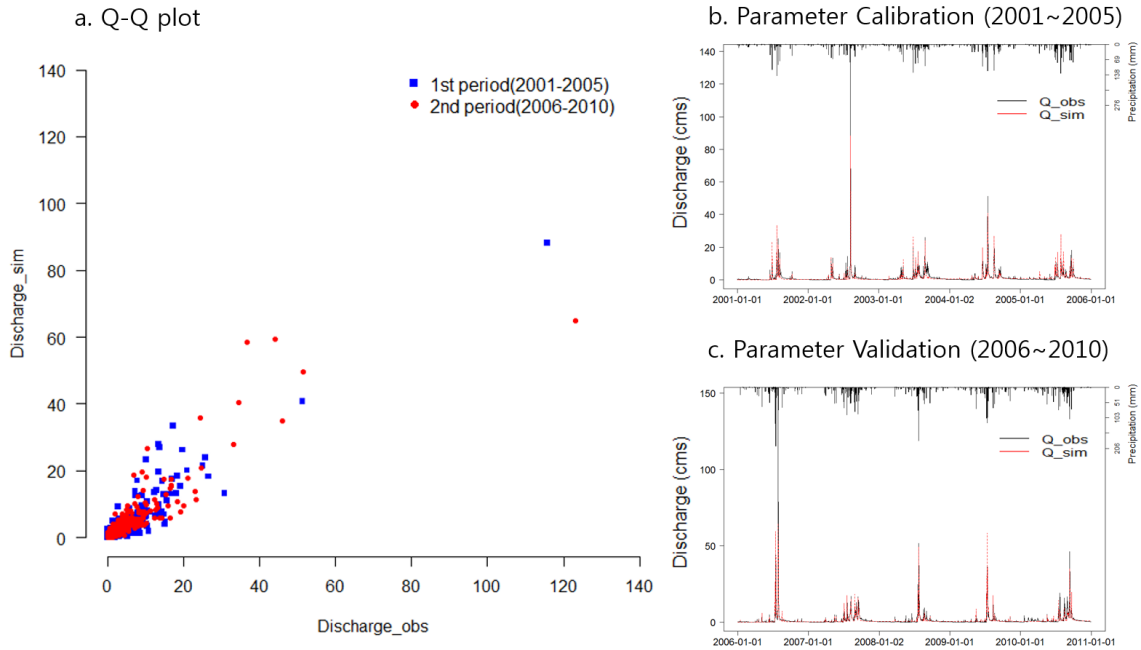 a. Q-Q plot
140
120
100
80
60
40
20
0
Discharge_sim
1st period(2001-2005)
2nd period(2006-2010)
0 20 40 60 80 100 120 140
Discharge_obs
b. Parameter Calibration (2001~2005)
140
120
100
80
60
40
20
0
Discharge (cms)
Q_obs
Q_sim
0
69
138
276
Precipitation (mm)
2001-01-01 2002-01-01 2003-01-01 2004-01-02 2005-01-01 2006-01-01
c. Parameter Validation (2006~2010)
150
100
50
0
Discharge (cms)
Q_obs
Q_sim
0
51
103
206
Precipitation (mm)
2006-01-01 2007-01-01 2008-01-02 2009-01-01 2010-01-01 2011-01-01